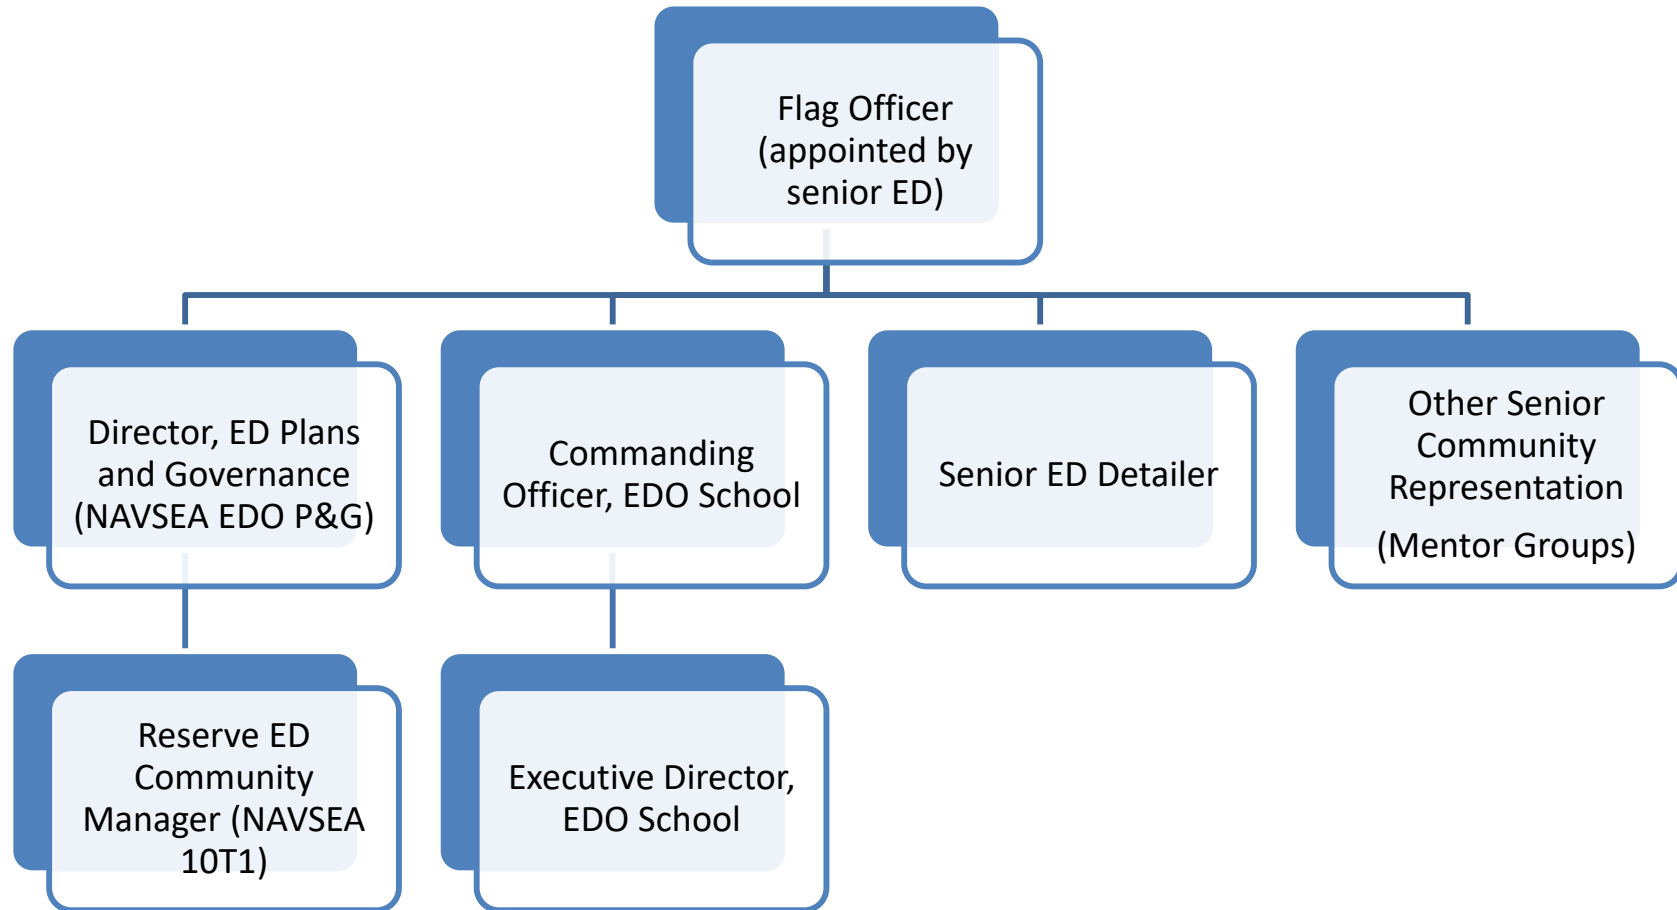 Flag Officer
(appointed by
senior ED)
Director, ED Plans
and Governance
(NAVSEA EDO P&G)
Commanding
Officer, EDO School
Senior ED Detailer
Other Senior
Community
Representation
(Mentor Groups)
Reserve ED
Community
Manager (NAVSEA
10T1)
Executive Director,
EDO School